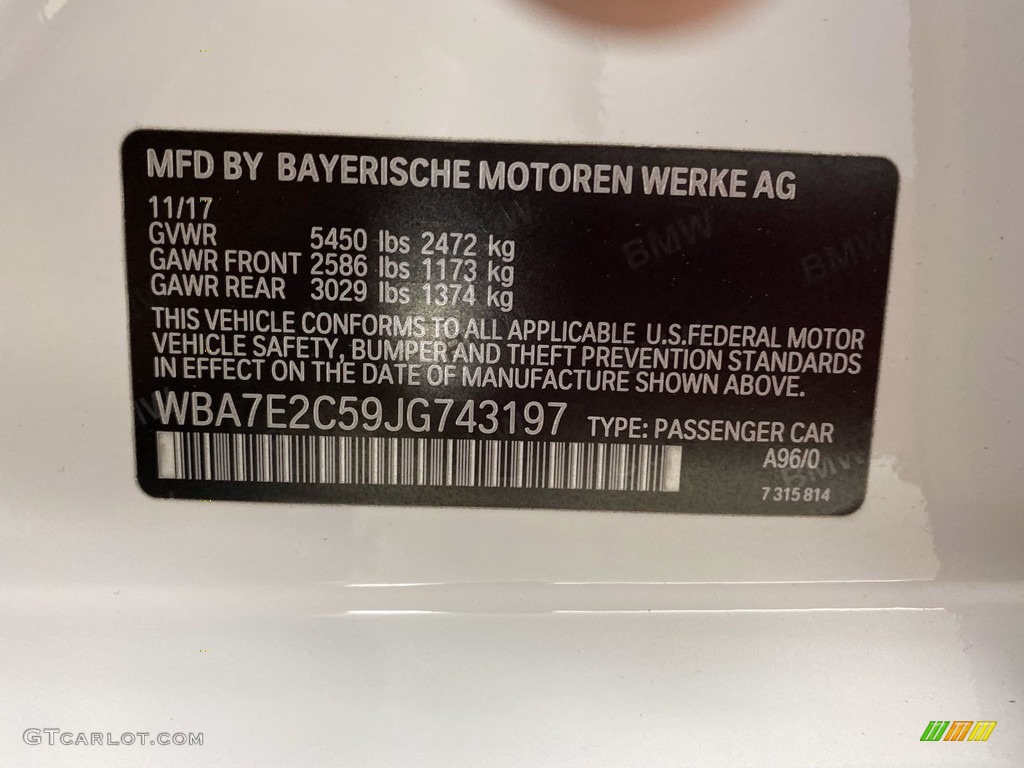 MFD BY BAYERISCHE MOTOREN WERKE AG
11/17
GVWR 5450 lbs 2472 kg
GAWR FRONT 2586 lbs 1173 kg
GAWR REAR 3029 lbs 1374 kg
THIS VEHICLE CONFORMS TO ALL APPLICABLE U.S.FEDERAL MOTOR
VEHICLE SAFETY, BUMPER AND THEFT PREVENTION STANDARDS
IN EFFECT ON THE DATE OF MANUFACTURE SHOWN ABOVE.
WBA7E2C59JG743197 TYPE: PASSENGER CAR
A96/0
7 315 814
BMW
BMW
BMW
GTCARLOT.COM